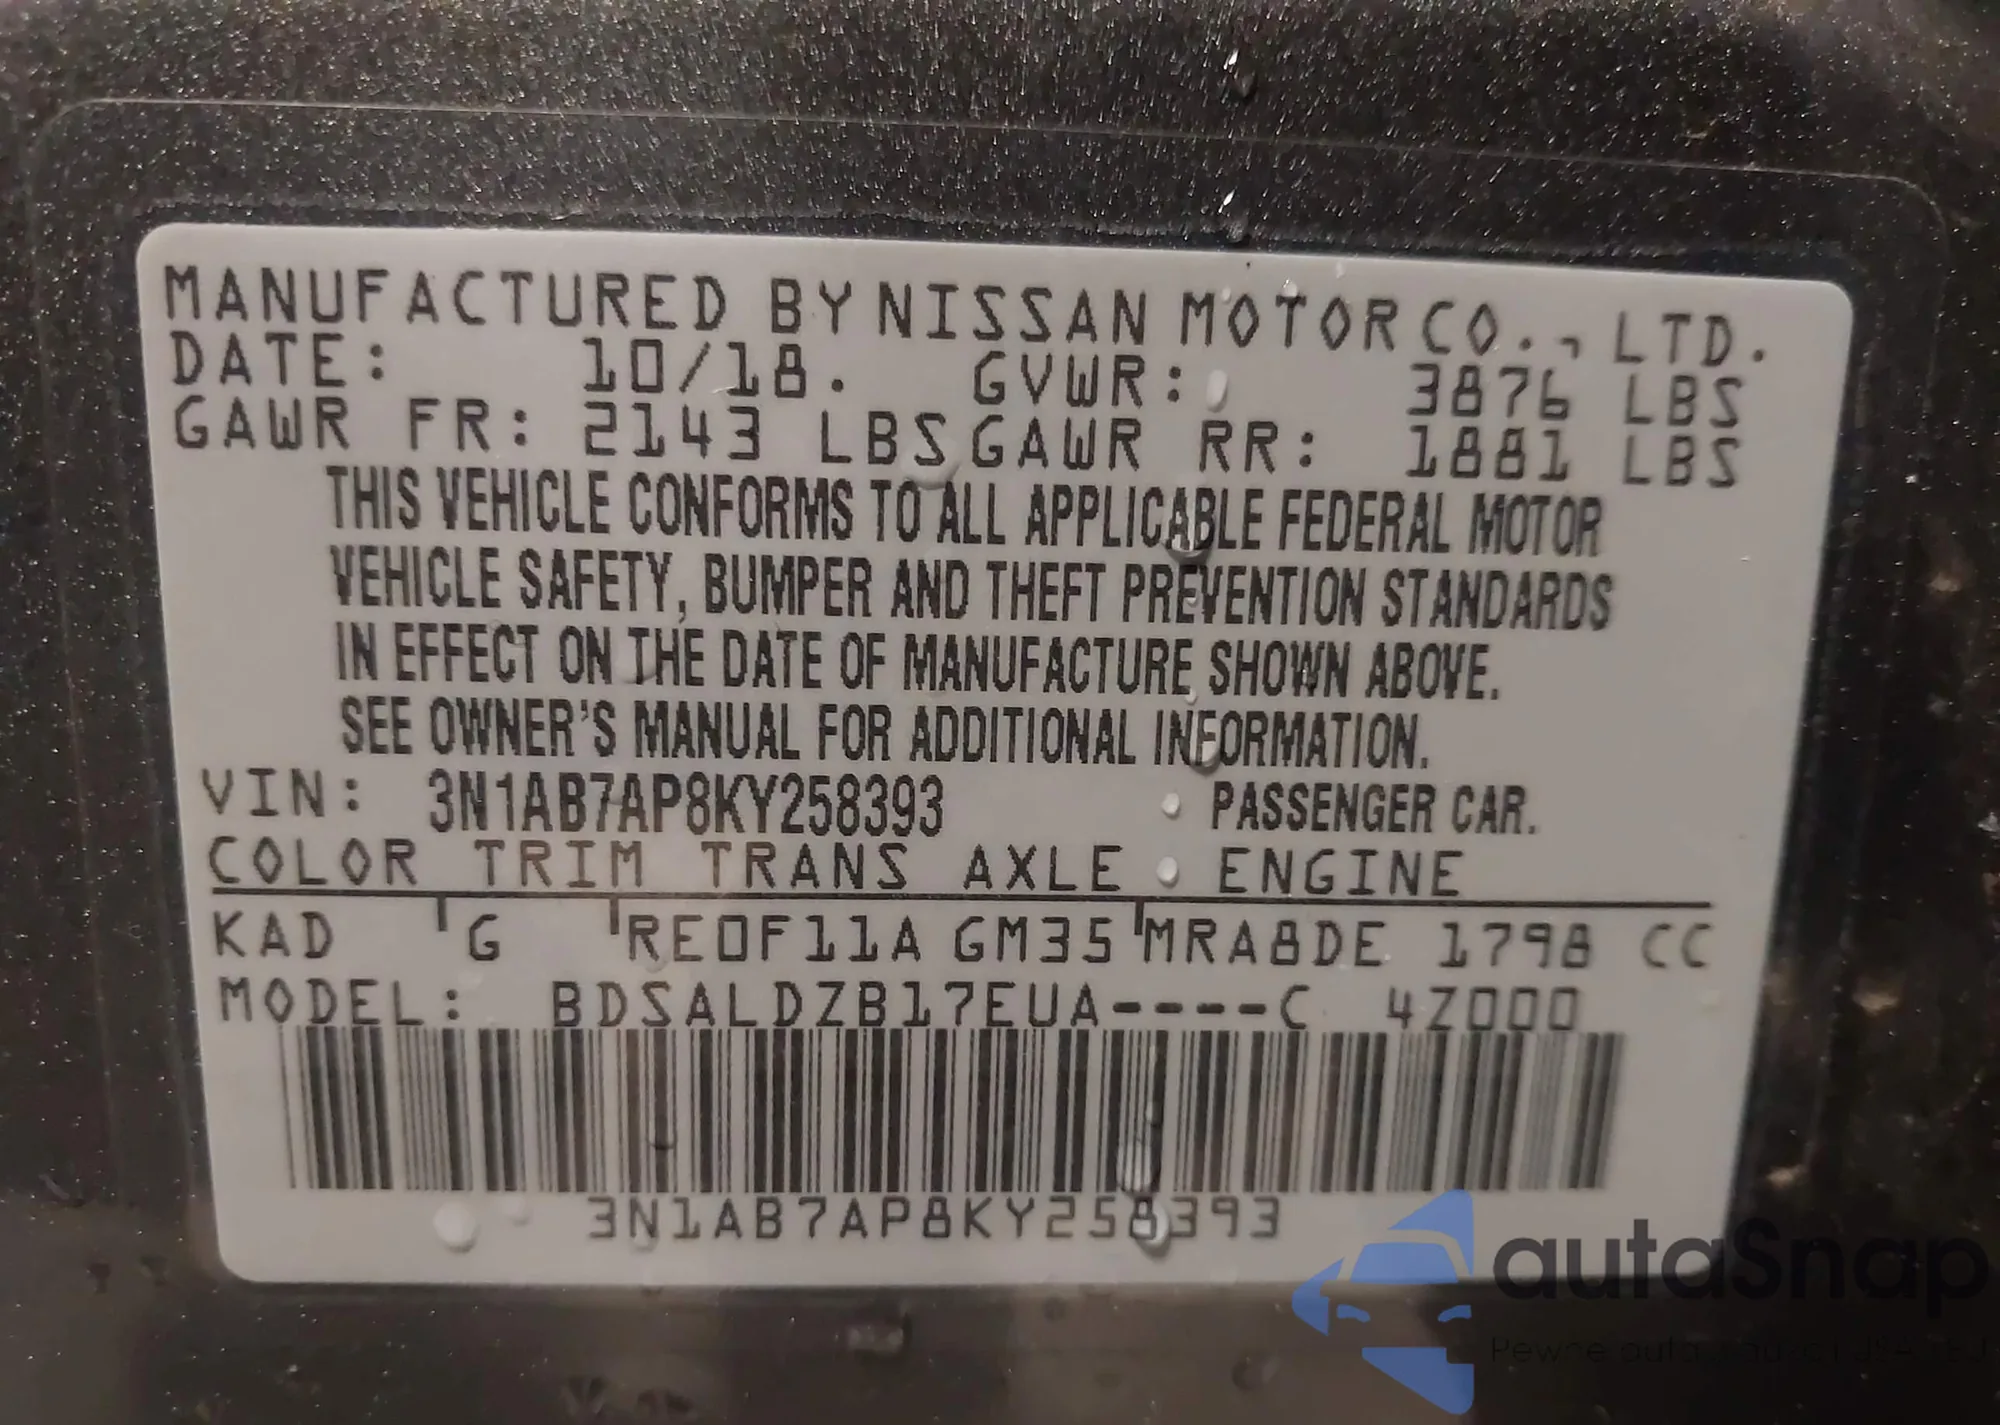 MANUFACTURED BY NISSAN MOTOR CO., LTD.
DATE: 10/18. GVWR: 3876 LBS
GAWR FR: 2143 LBS GAWR RR: 1881 LBS
THIS VEHICLE CONFORMS TO ALL APPLICABLE FEDERAL MOTOR
VEHICLE SAFETY, BUMPER AND THEFT PREVENTION STANDARDS
IN EFFECT ON THE DATE OF MANUFACTURE SHOWN ABOVE.
SEE OWNER'S MANUAL FOR ADDITIONAL INFORMATION.
VIN: 3N1AB7AP8KY258393 PASSENGER CAR.
COLOR TRIM TRANS AXLE ENGINE
KAD G RE0F11A GM35 MRA8DE 1798 CC
MODEL: BDSALDZB17EUA----C 4Z000
3N1AB7AP8KY258393
autaSnap